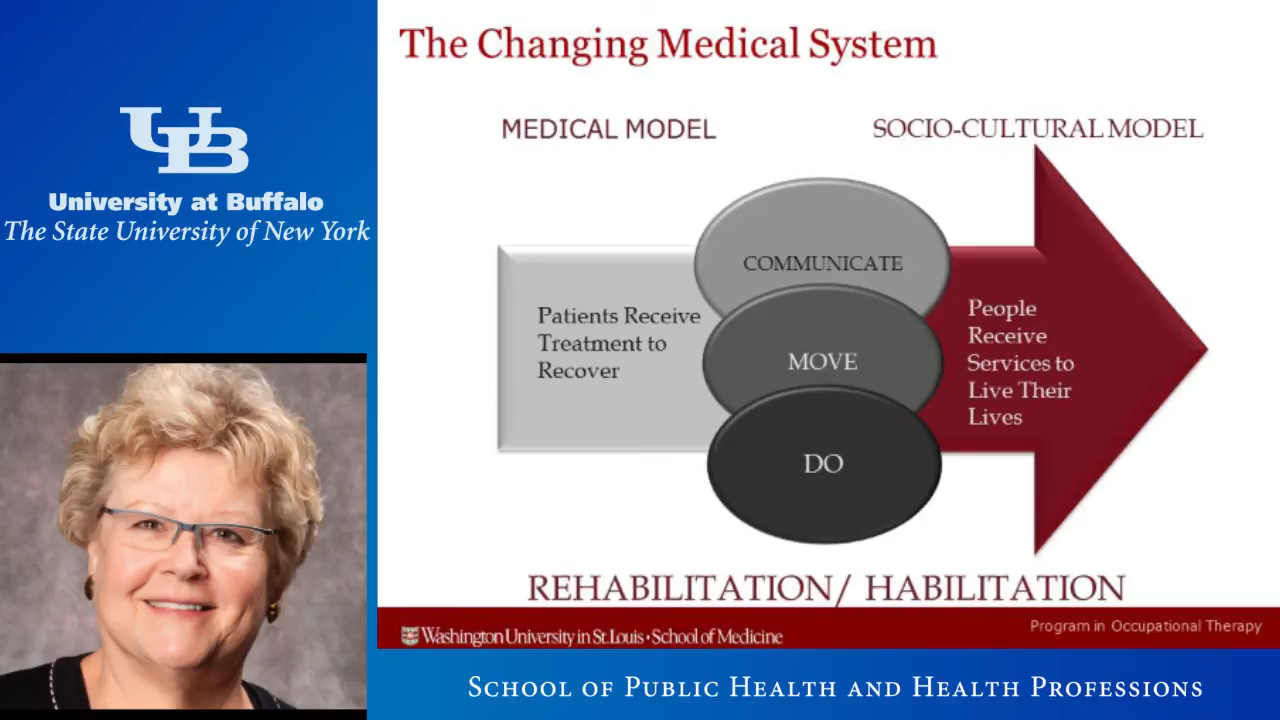 UB
University at Buffalo
The State University of New York
The Changing Medical System
MEDICAL MODEL
SOCIO-CULTURAL MODEL
Patients Receive
Treatment to
Recover
COMMUNICATE
MOVE
DO
People
Receive
Services to
Live Their
Lives
REHABILITATION/ HABILITATION
Washington University in St. Louis • School of Medicine
Program in Occupational Therapy
SCHOOL OF PUBLIC HEALTH AND HEALTH PROFESSIONS